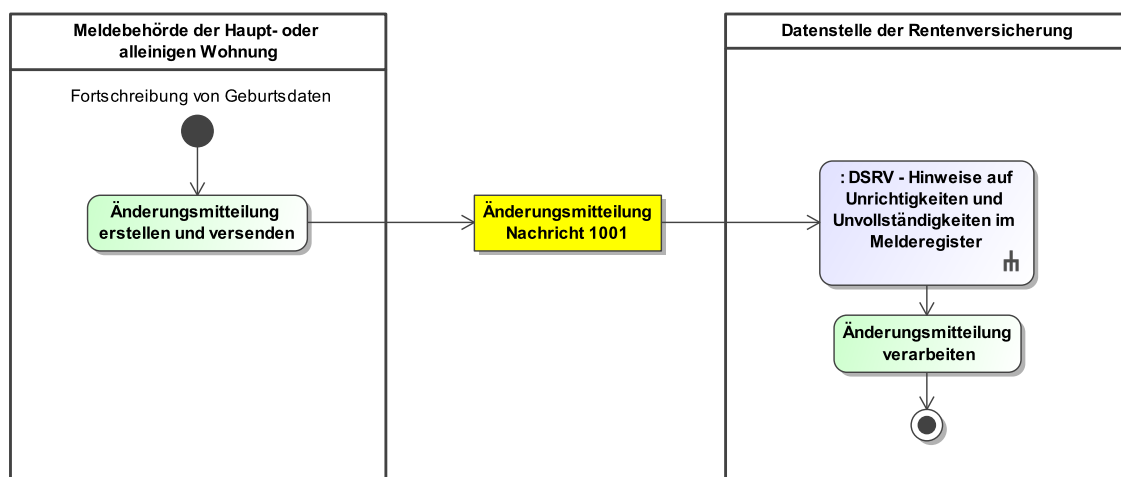 Meldebehörde der Haupt- oder
alleinigen Wohnung
Fortschreibung von Geburtsdaten
Änderungsmitteilung
erstellen und versenden
Änderungsmitteilung
Nachricht 1001
Datenstelle der Rentenversicherung
: DSRV - Hinweise auf
Unrichtigkeiten und
Unvollständigkeiten im
Melderegister
Änderungsmitteilung
verarbeiten